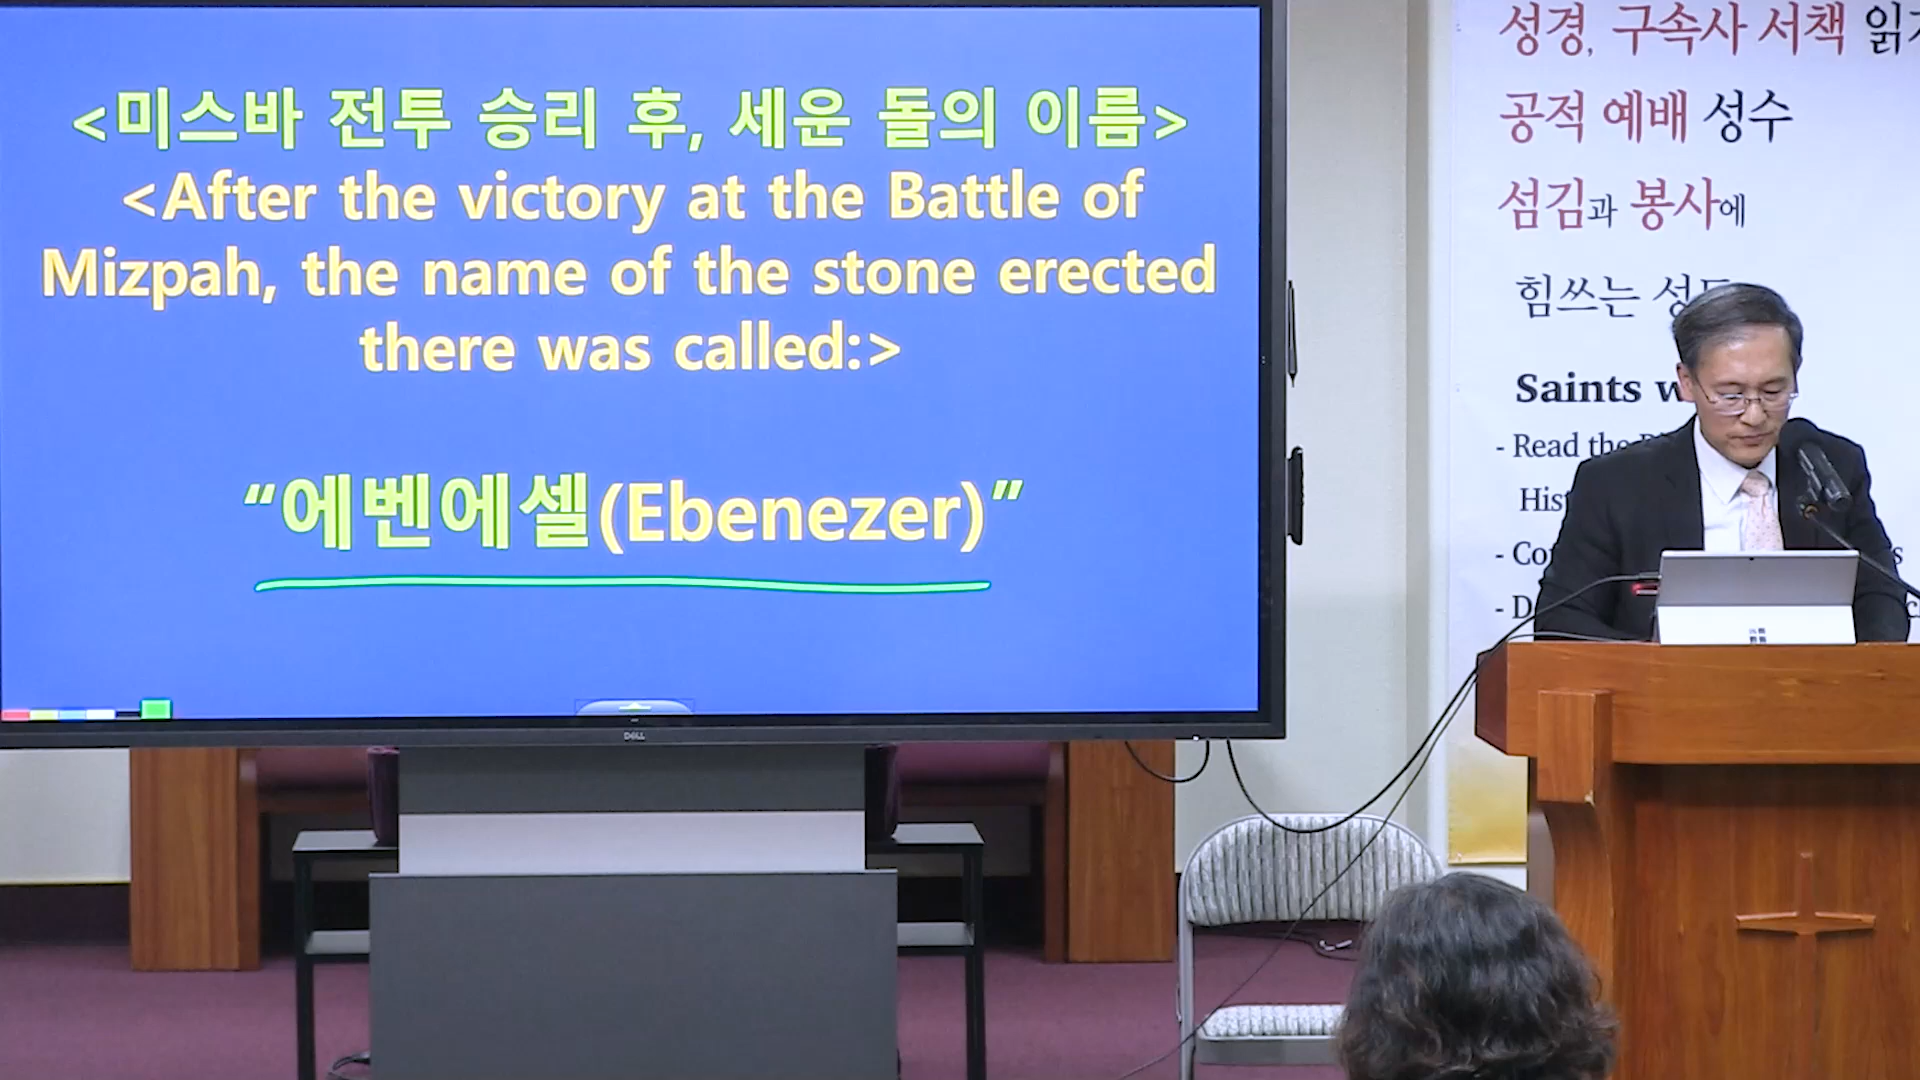 <미스바 전투 승리 후, 세운 돌의 이름>
<After the victory at the Battle of
Mizpah, the name of the stone erected
there was called:>
“에벤에셀(Ebenezer)”
DELL
성경, 구속사 서책
공적 예배 성수
섬김과 봉사에
힘쓰는
Saints
- Read the